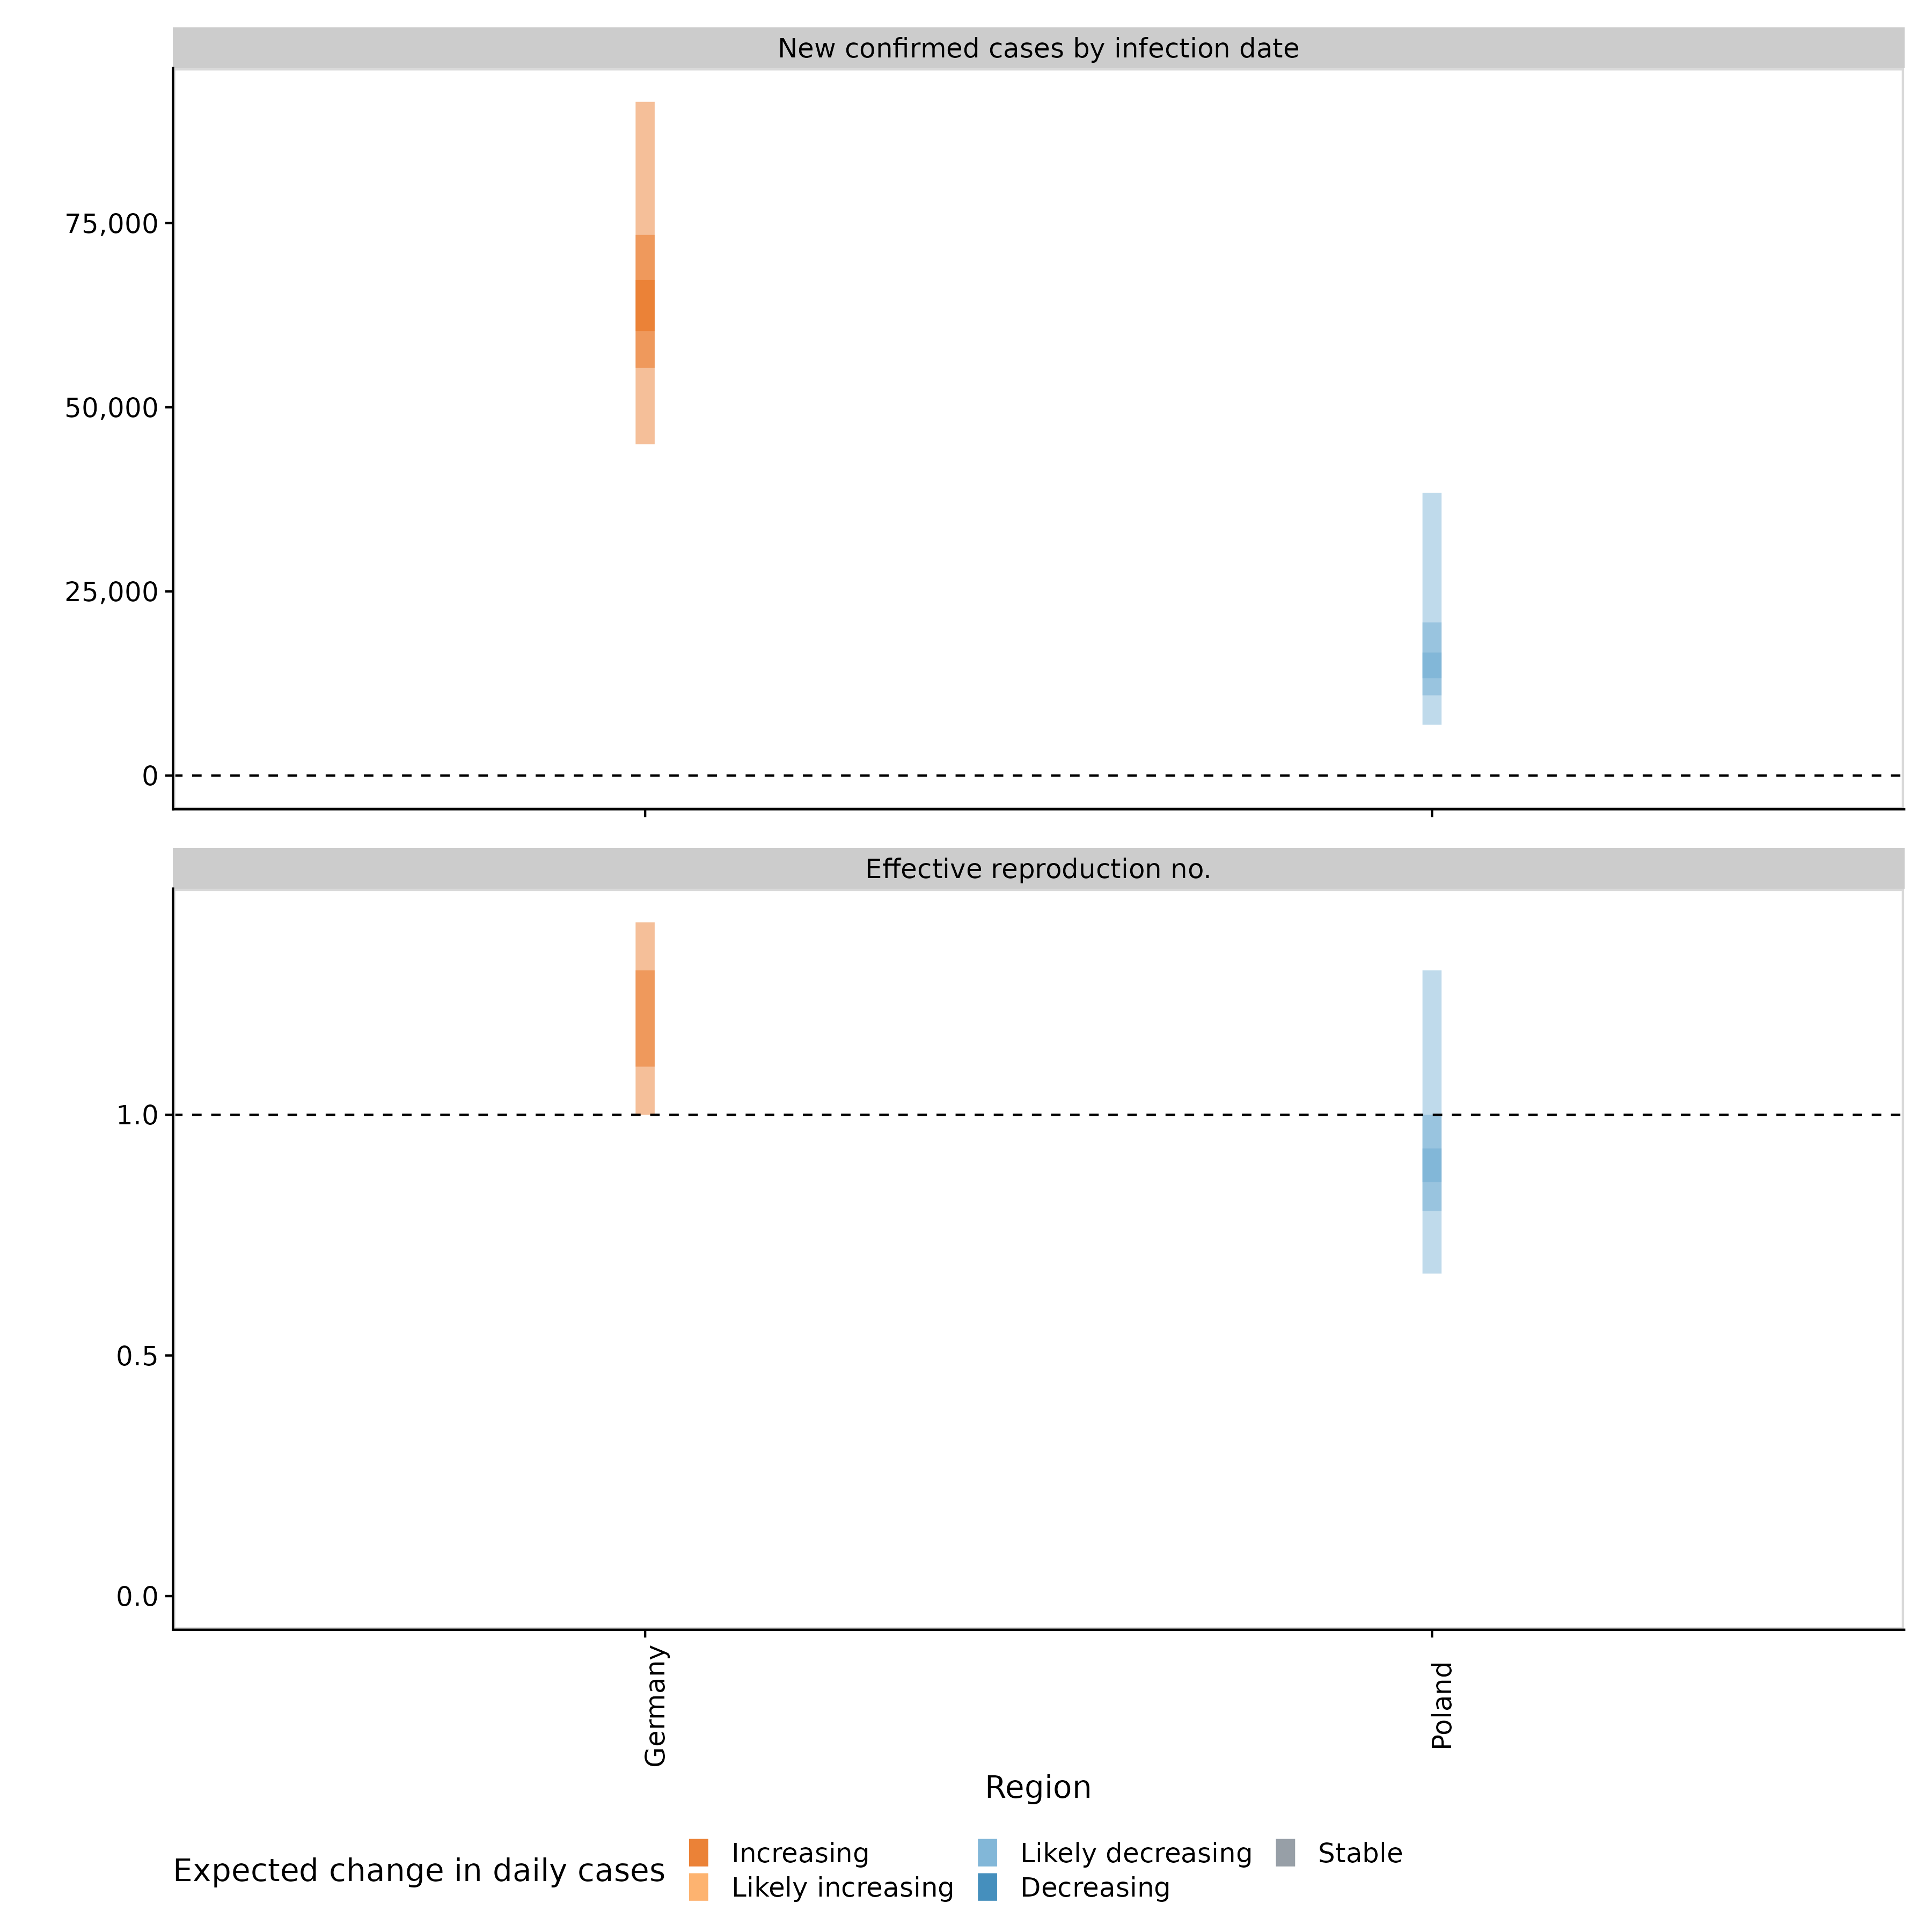 New confirmed cases by infection date
75,000
50,000
25,000
0
Effective reproduction no.
1.0
0.5
0.0
Germany
Poland
Region
Expected change in daily cases
Increasing
Likely increasing
Likely decreasing
Decreasing
Stable